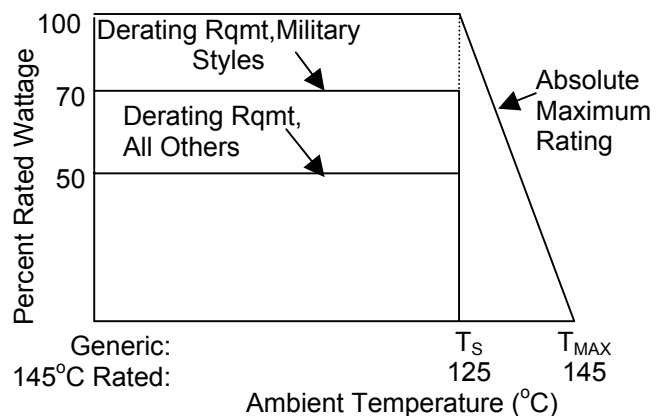 100
Derating Rqmt,Military
Styles
70
Absolute
Maximum
Rating
Derating Rqmt,
All Others
50
Percent Rated Wattage
Generic: T_S T_MAX
145°C Rated: 125 145
Ambient Temperature (°C)